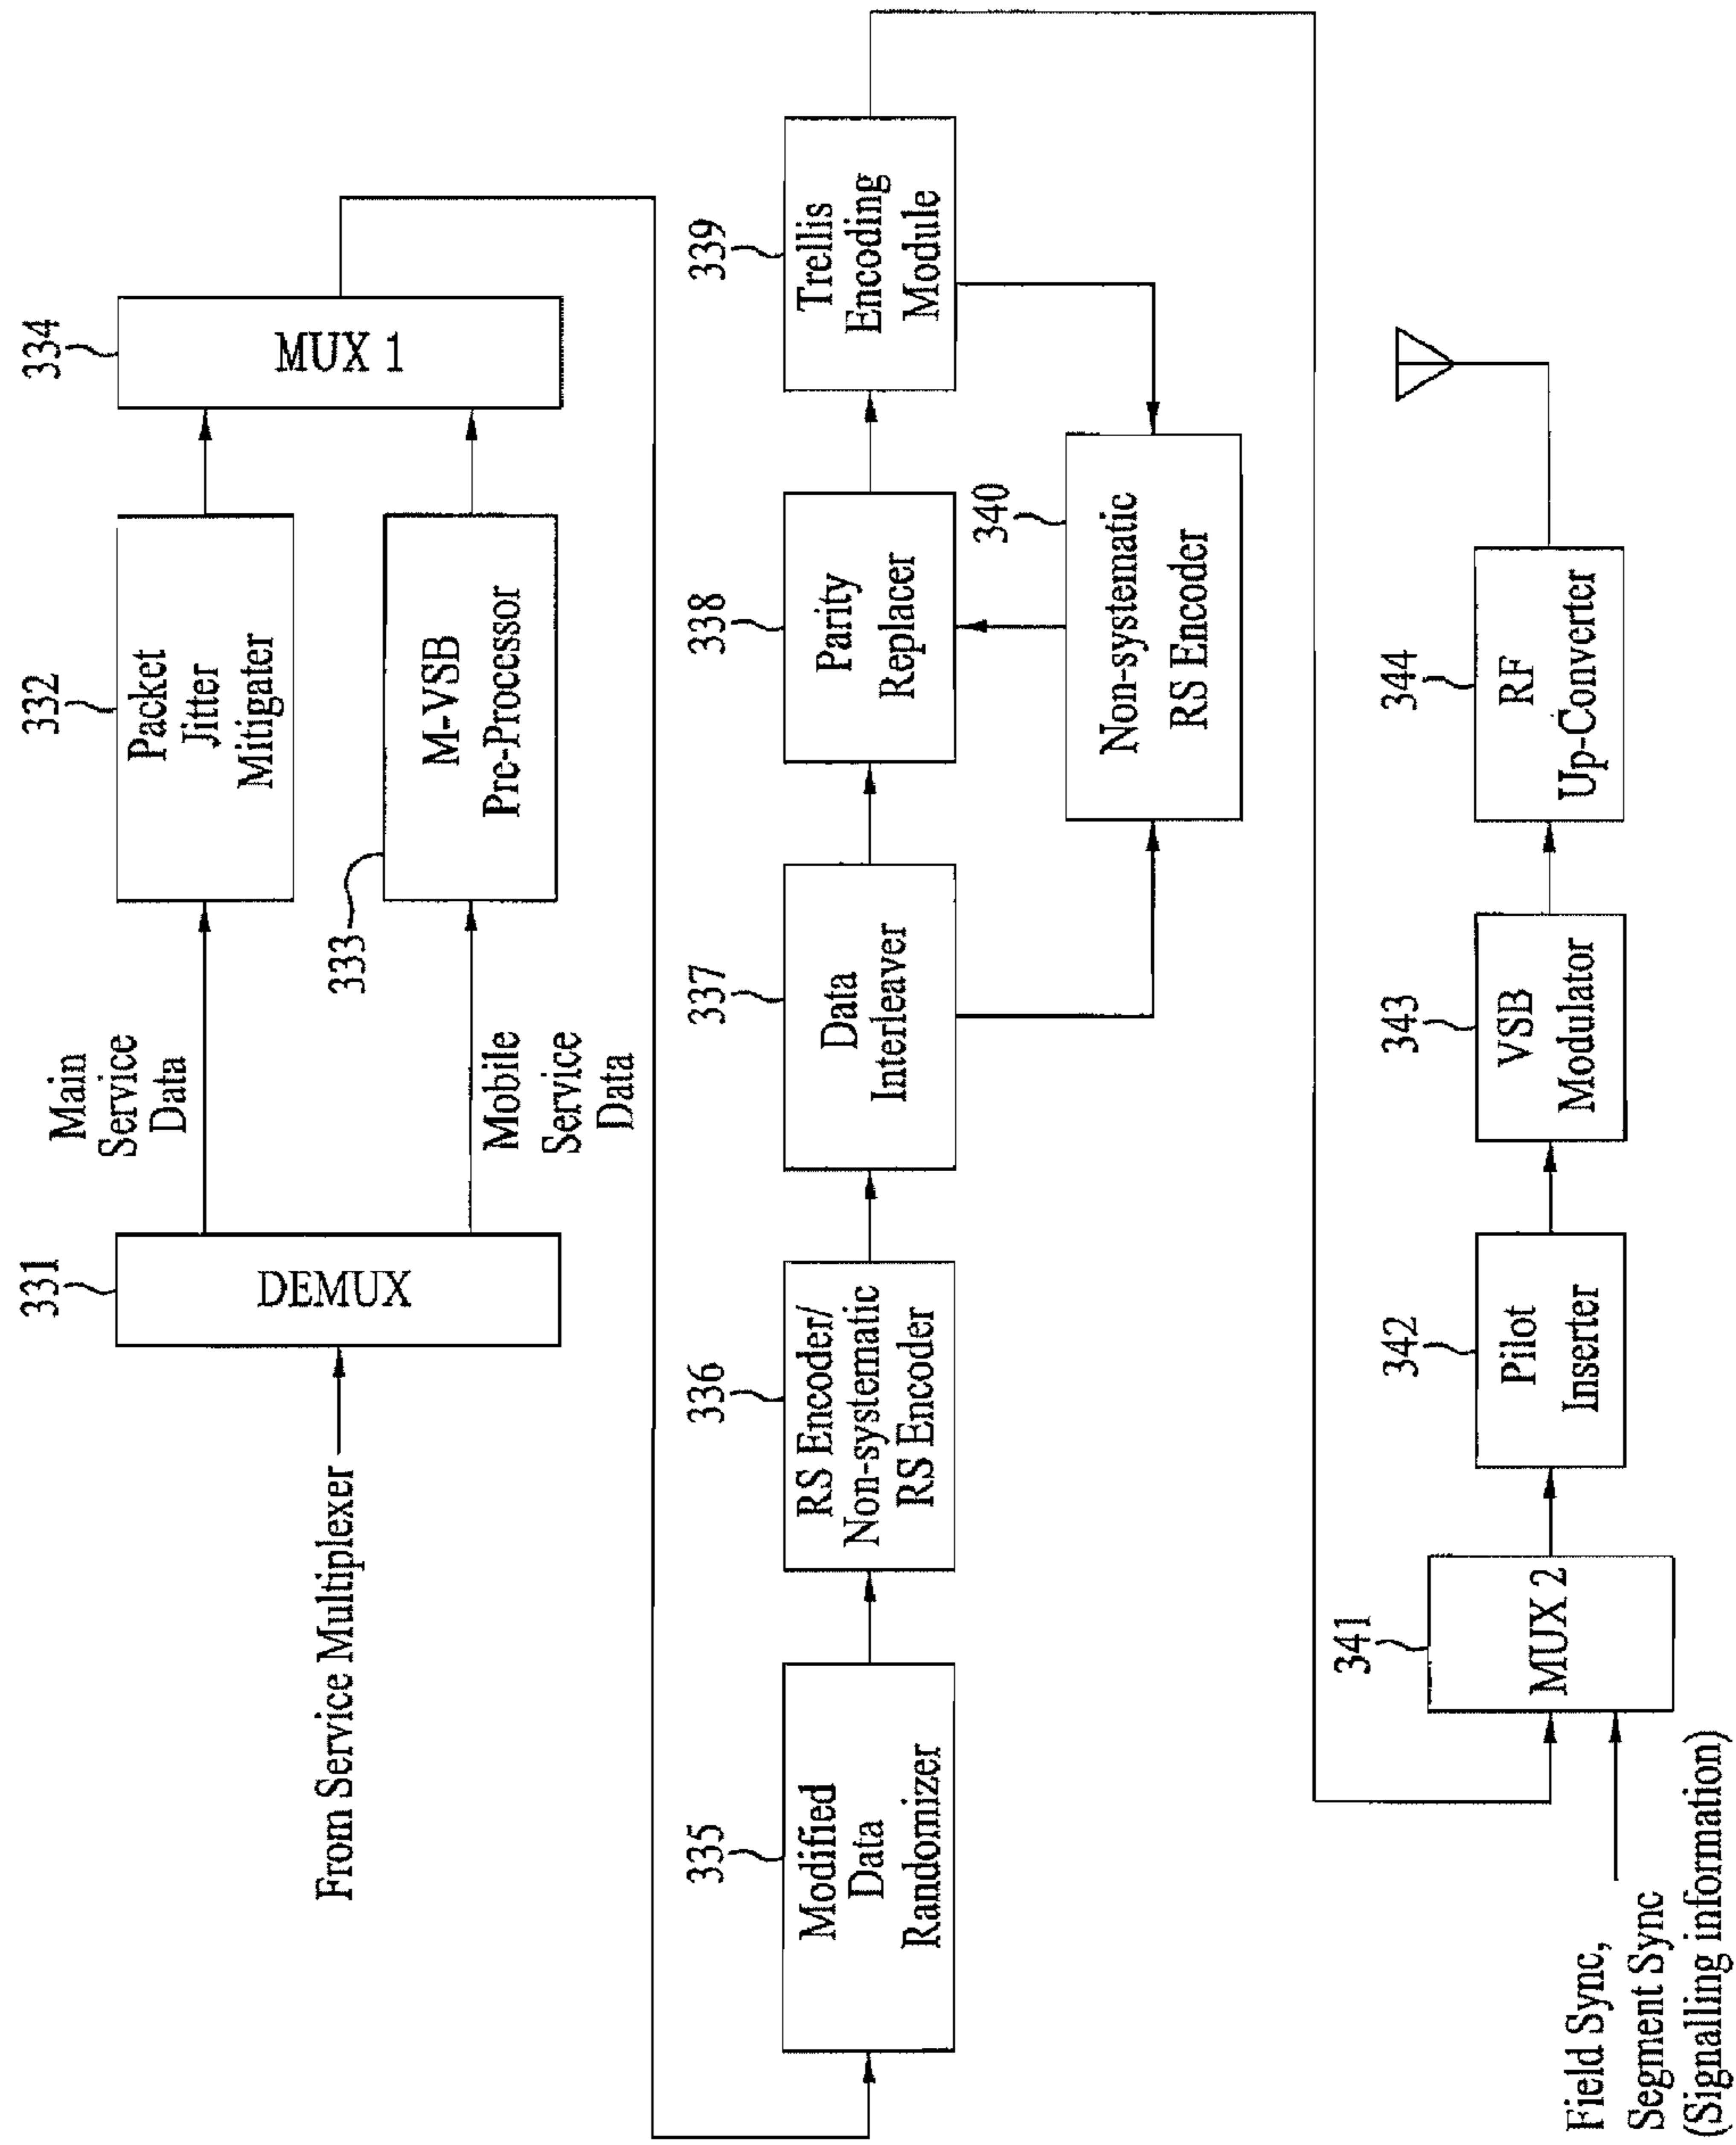 From Service Multiplexer
331
DEMUX
Main
Service
Data
Mobile
Service
Data
332
Packet
Jitter
Mitigater
333
M-VSB
Pre-Processor
334
MUX 1
335
Modified
Data
Randomizer
336
RS Encoder/
Non-systematic
RS Encoder
337
Data
Interleaver
338
Parity
Replacer
339
Trellis
Encoding
Module
340
Non-systematic
RS Encoder
Field Sync,
Segment Sync
(Signalling information)
341
MUX 2
342
Pilot
Inserter
343
VSB
Modulator
344
RF
Up-Converter